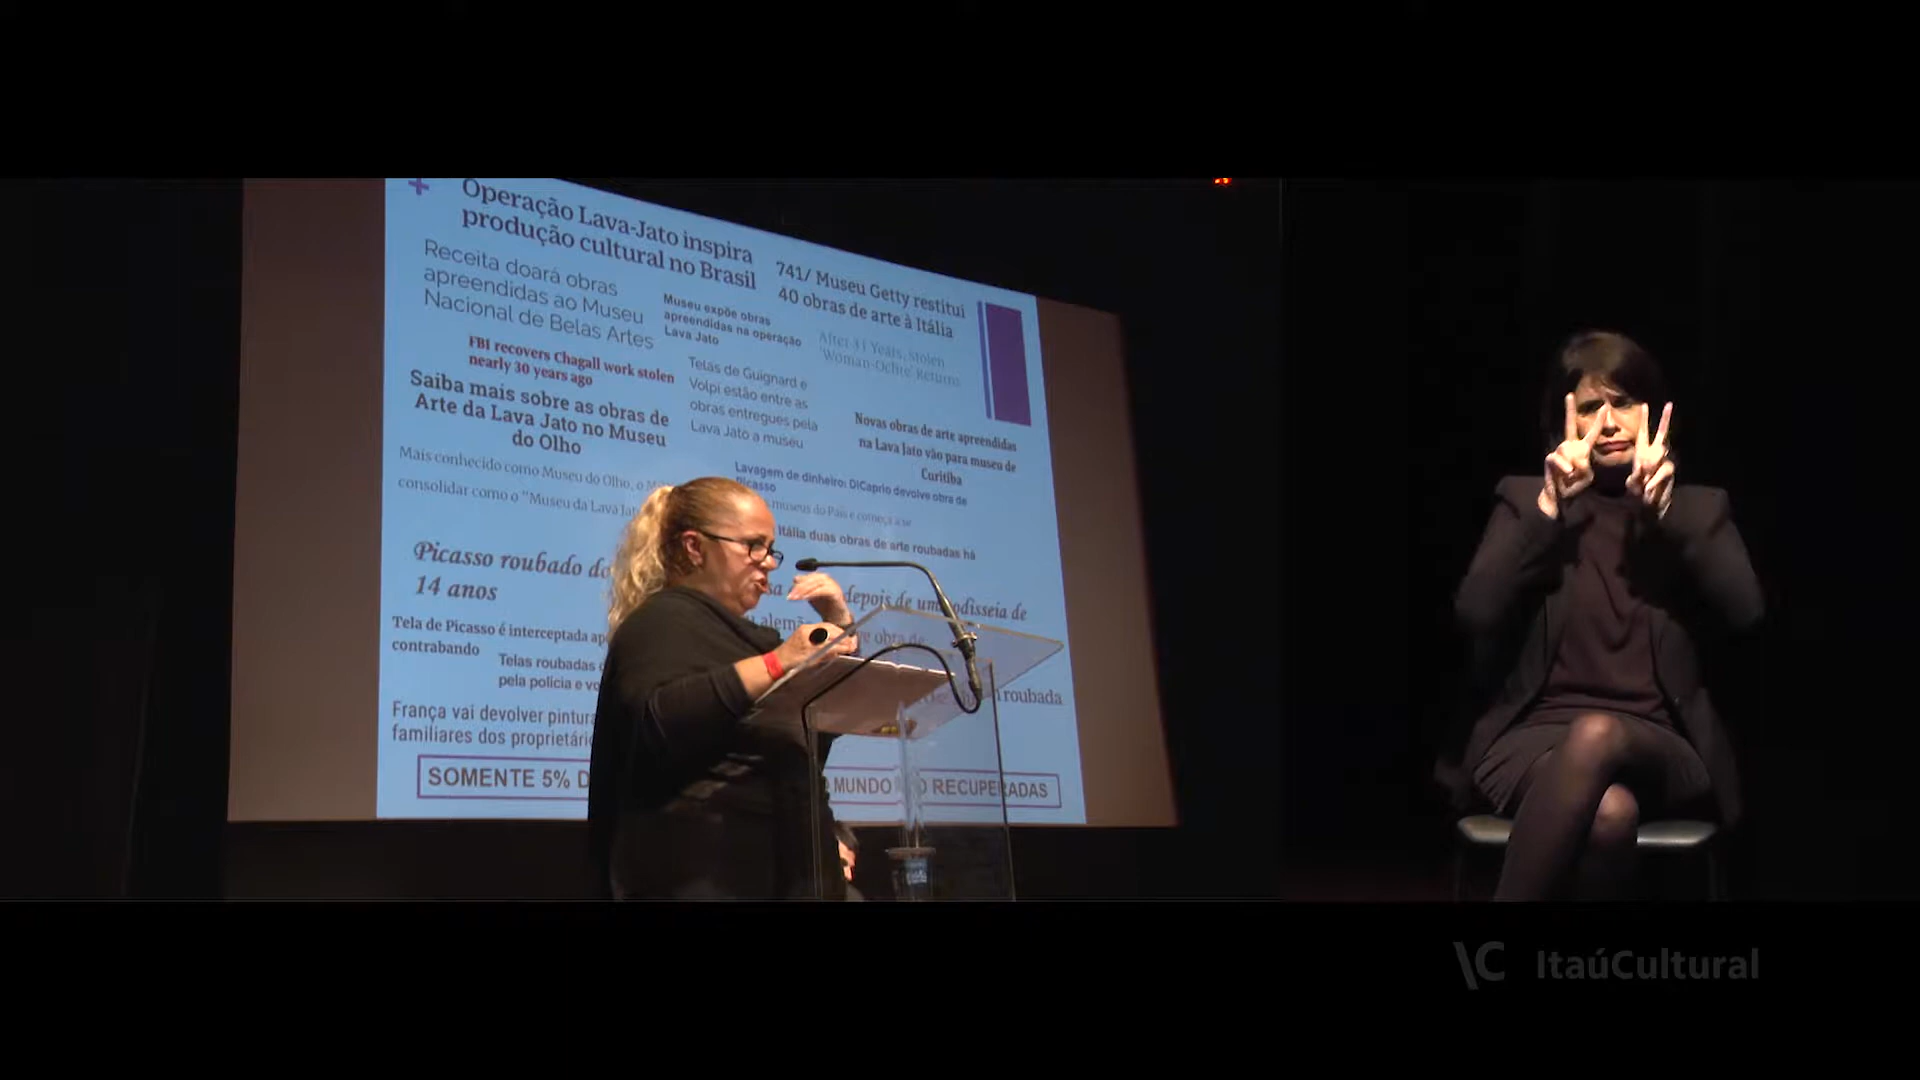 Operação Lava-Jato inspira
produção cultural no Brasil
741/ Museu Getty restitui
40 obras de arte à Itália
Receita doará obras
apreendidas ao Museu
Nacional de Belas Artes
Museu expõe obras
apreendidas na operação
Lava Jato
After 31 Years, Stolen
'Woman-Ochre' Returns
FBI recovers Chagall work stolen
nearly 30 years ago
Telas de Guignard e
Volpi estão entre as
obras entregues pela
Lava Jato a museu
Saiba mais sobre as obras de
Arte da Lava Jato no Museu
do Olho
Novas obras de arte apreendidas
na Lava Jato vão para museu de
Curitiba
Mais conhecido como Museu do Olho, o
consolidar como o "Museu da Lava
Lavagem de dinheiro: DiCaprio devolve obra de
Picasso
museus do País e começa a se
Itália duas obras de arte roubadas há
Picasso roubado
14 anos
depois de odisseia de
obra de
roubada
Tela de Picasso é interceptada
contrabando
Telas roubadas
pela polícia e
França vai devolver
familiares dos
SOMENTE 5%
MUNDO
\C ItaúCultural